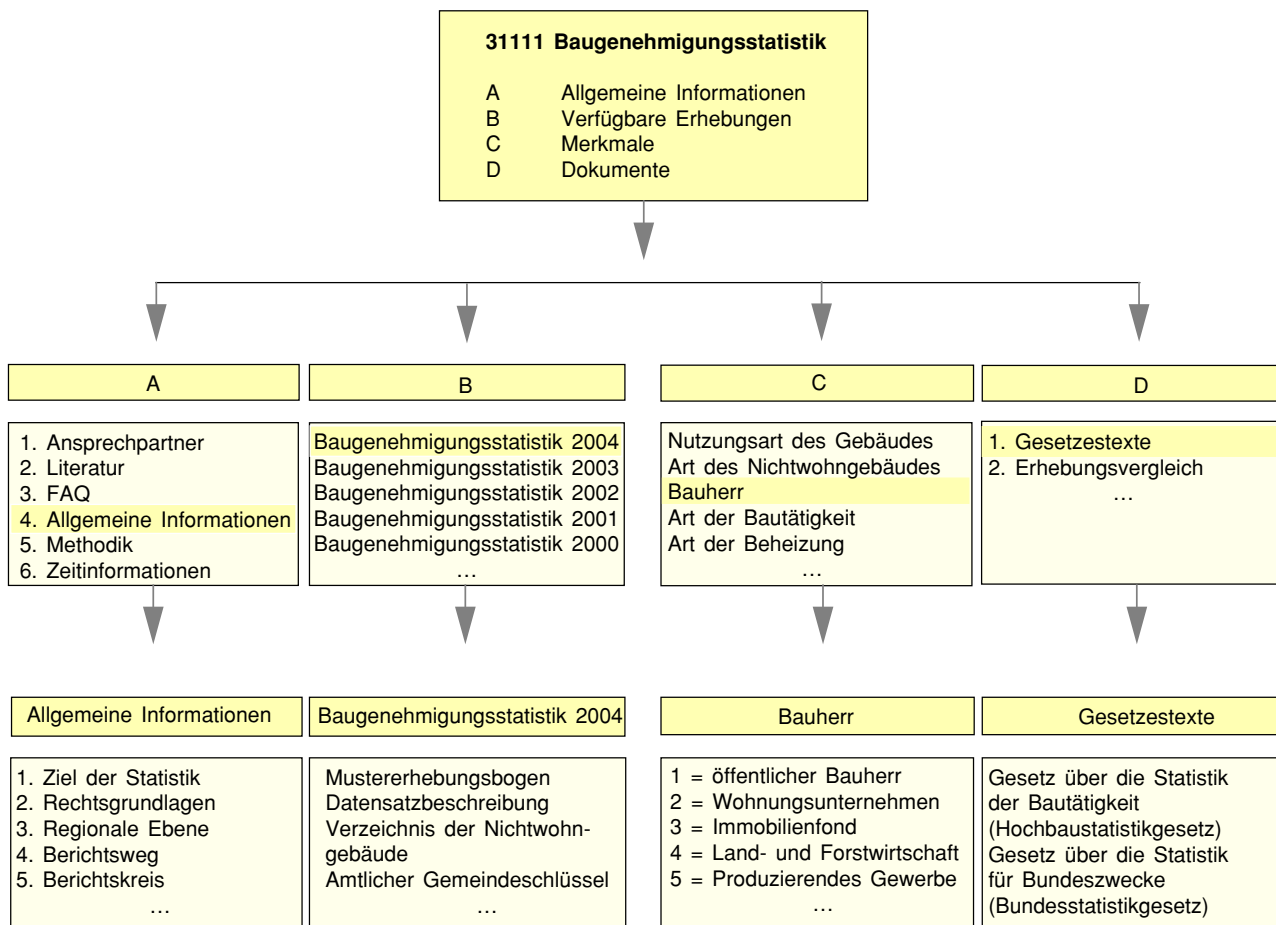 31111 Baugenehmigungsstatistik
A Allgemeine Informationen
B Verfügbare Erhebungen
C Merkmale
D Dokumente
A
1. Ansprechpartner
2. Literatur
3. FAQ
4. Allgemeine Informationen
5. Methodik
6. Zeitinformationen
B
Baugenehmigungsstatistik 2004
Baugenehmigungsstatistik 2003
Baugenehmigungsstatistik 2002
Baugenehmigungsstatistik 2001
Baugenehmigungsstatistik 2000
…
C
Nutzungsart des Gebäudes
Art des Nichtwohngebäudes
Bauherr
Art der Bautätigkeit
Art der Beheizung
…
D
1. Gesetzestexte
2. Erhebungsvergleich
…
Allgemeine Informationen
1. Ziel der Statistik
2. Rechtsgrundlagen
3. Regionale Ebene
4. Berichtsweg
5. Berichtskreis
…
Baugenehmigungsstatistik 2004
Mustererhebungsbogen
Datensatzbeschreibung
Verzeichnis der Nichtwohn-
gebäude
Amtlicher Gemeindeschlüssel
…
Bauherr
1 = öffentlicher Bauherr
2 = Wohnungsunternehmen
3 = Immobilienfond
4 = Land- und Forstwirtschaft
5 = Produzierendes Gewerbe
…
Gesetzestexte
Gesetz über die Statistik
der Bautätigkeit
(Hochbaustatistikgesetz)
Gesetz über die Statistik
für Bundeszwecke
(Bundesstatistikgesetz)